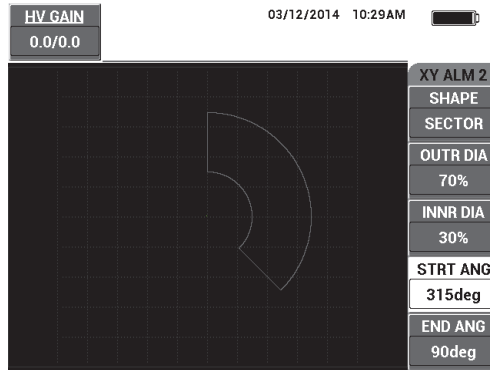 HV GAIN
0.0/0.0
03/12/2014 10:29AM
XY ALM 2
SHAPE
SECTOR
OUTR DIA
70%
INNR DIA
30%
STRT ANG
315deg
END ANG
90deg